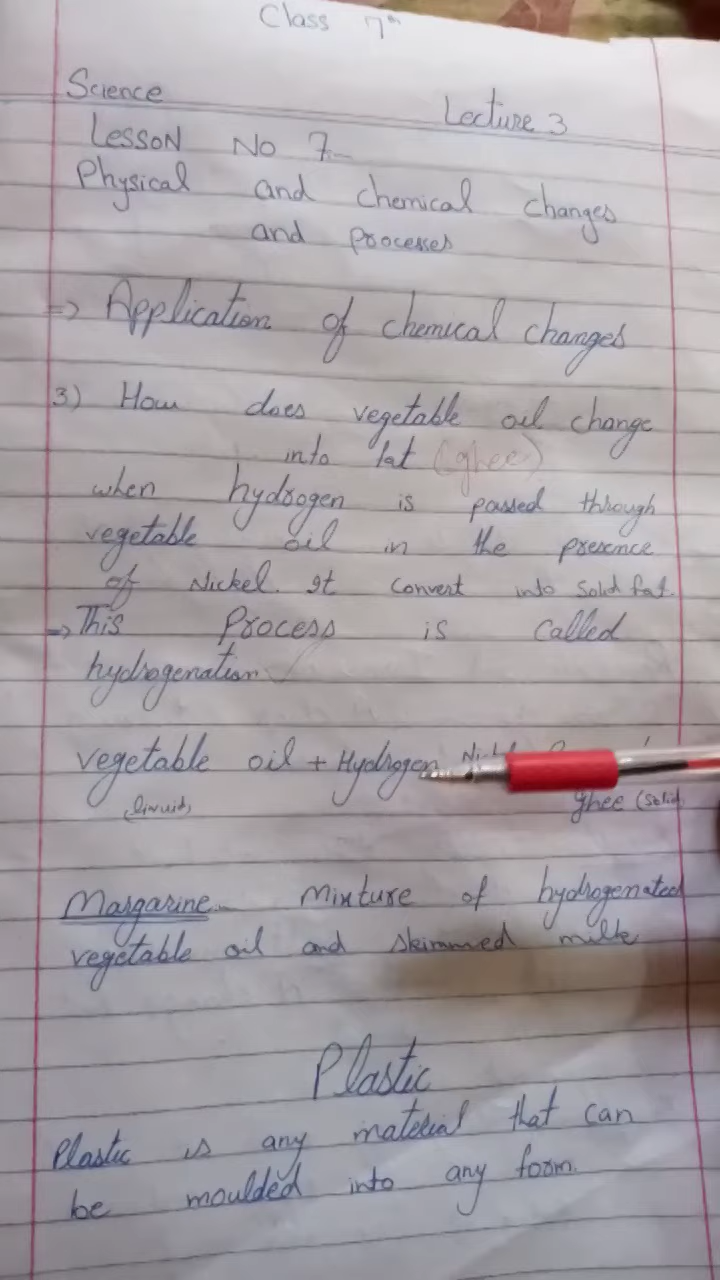 Class 7th
Science Lecture 3
Lesson No 7
Physical and chemical changes
and processes
=> Application of chemical changes
3) How does vegetable oil change
into fat (ghee)
when hydrogen is passed through
vegetable oil in the presence
of Nickel. It convert into solid fat.
=> This Process is called
hydrogenation
vegetable oil + Hydrogen
(liquid) ghee (solid
Margarine Mixture of hydrogenated
vegetable oil and skimmed milk
Plastic
Plastic is any material that can
be moulded into any form.